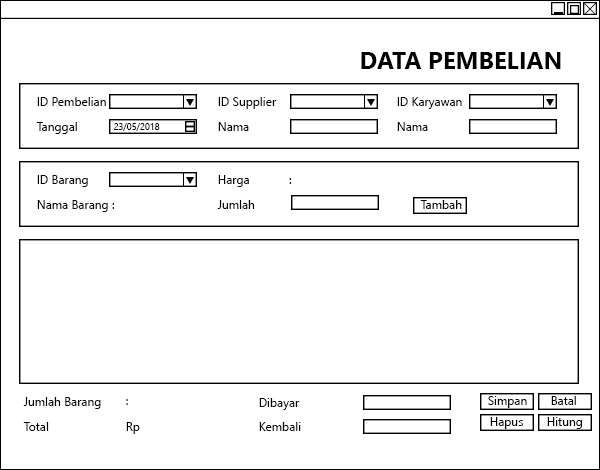 DATA PEMBELIAN
ID Pembelian ID Supplier ID Karyawan
Tanggal 23/05/2018 Nama Nama
ID Barang Harga :
Nama Barang : Jumlah Tambah
Jumlah Barang : Dibayar Simpan Batal
Total Rp Kembali Hapus Hitung